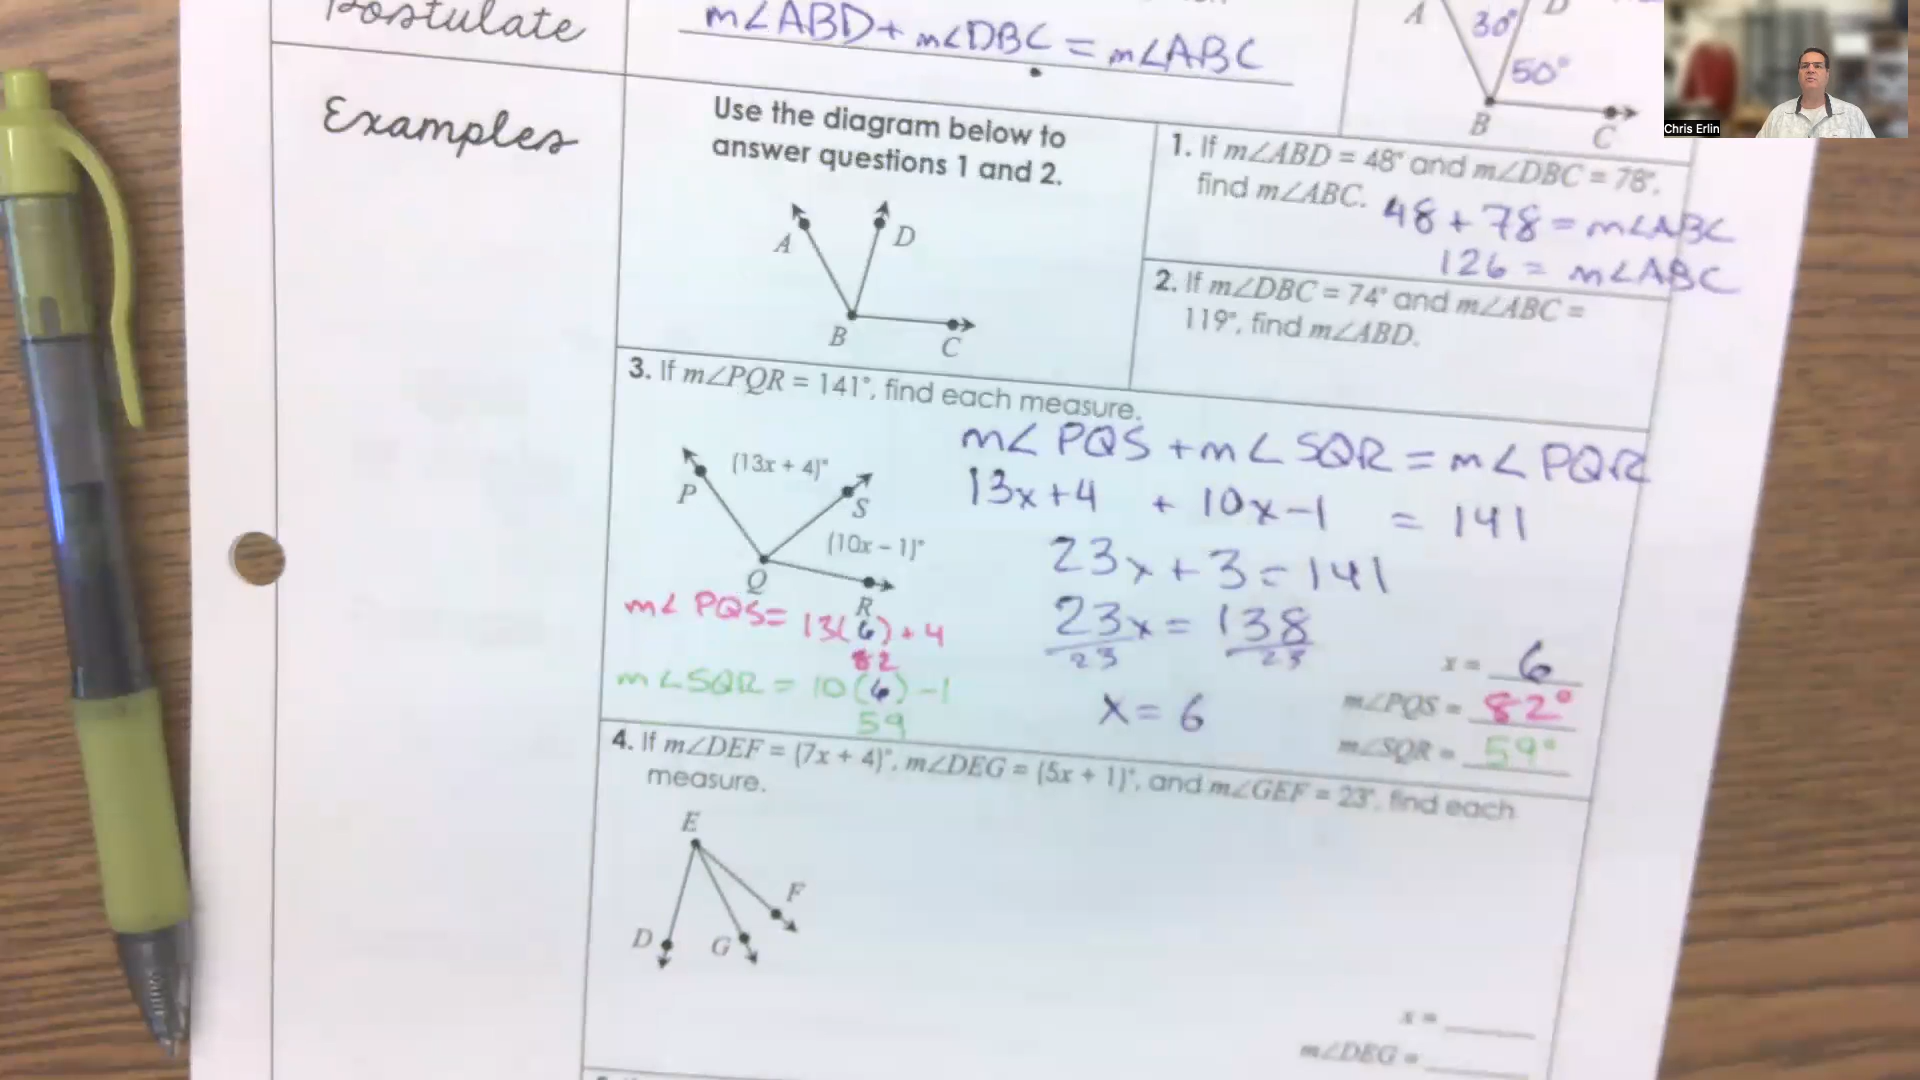 Postulate
m∠ABD + m∠DBC = m∠ABC
A
30°
D
50°
B
C
Chris Erlin
Examples
Use the diagram below to
answer questions 1 and 2.
A
D
B
C
1. If m∠ABD = 48° and m∠DBC = 78°,
find m∠ABC.
48 + 78 = m∠ABC
126 = m∠ABC
2. If m∠DBC = 74° and m∠ABC =
119°, find m∠ABD.
3. If m∠PQR = 141°, find each measure.
m∠PQS + m∠SQR = m∠PQR
(13x + 4)°
P
S
13x+4 + 10x-1 = 141
(10x – 1)°
Q
R
23x + 3 = 141
m∠PQS = 13(6) + 4
82
23x = 138
23 23
x = 6
m∠SQR = 10(6) - 1
59
x = 6
m∠PQS = 82°
m∠SQR = 59°
4. If m∠DEF = (7x + 4)°, m∠DEG = (5x + 1)°, and m∠GEF = 23°, find each
measure.
E
F
D
G
x =
m∠DEG =